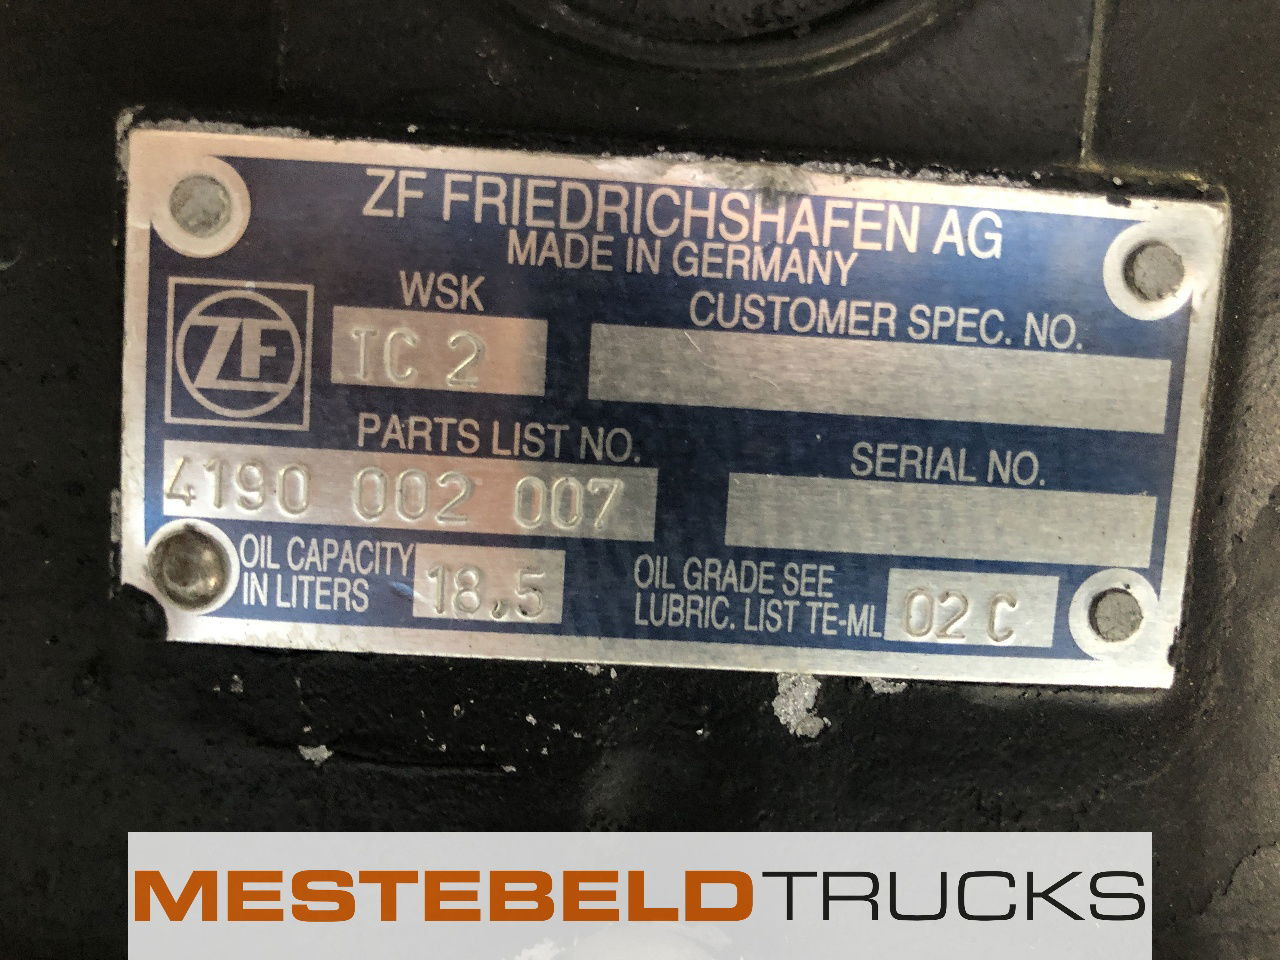 ZF FRIEDRICHSHAFEN AG
MADE IN GERMANY
ZF
WSK
TC 2
CUSTOMER SPEC. NO.
PARTS LIST NO.
4190 002 007
SERIAL NO.
OIL CAPACITY
IN LITERS
18,5
OIL GRADE SEE
LUBRIC. LIST TE-ML
02 C
MESTEBELDTRUCKS